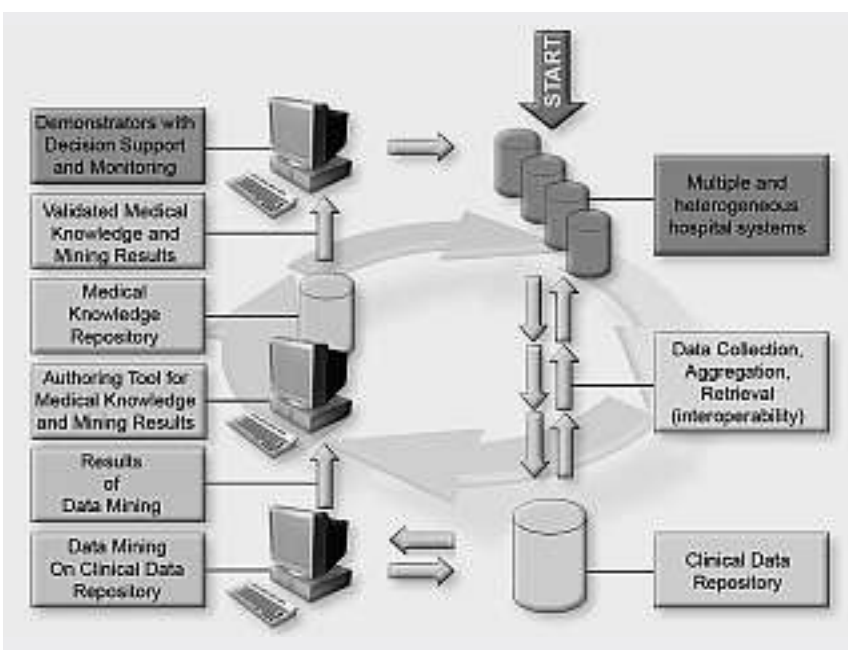 START
Demonstrators with
Decision Support
and Monitoring
Validated Medical
Knowledge and
Mining Results
Medical
Knowledge
Repository
Authoring Tool for
Medical Knowledge
and Mining Results
Results
of
Data Mining
Data Mining
On Clinical Data
Repository
Multiple and
heterogeneous
hospital systems
Data Collection,
Aggregation,
Retrieval
(interoperability)
Clinical Data
Repository